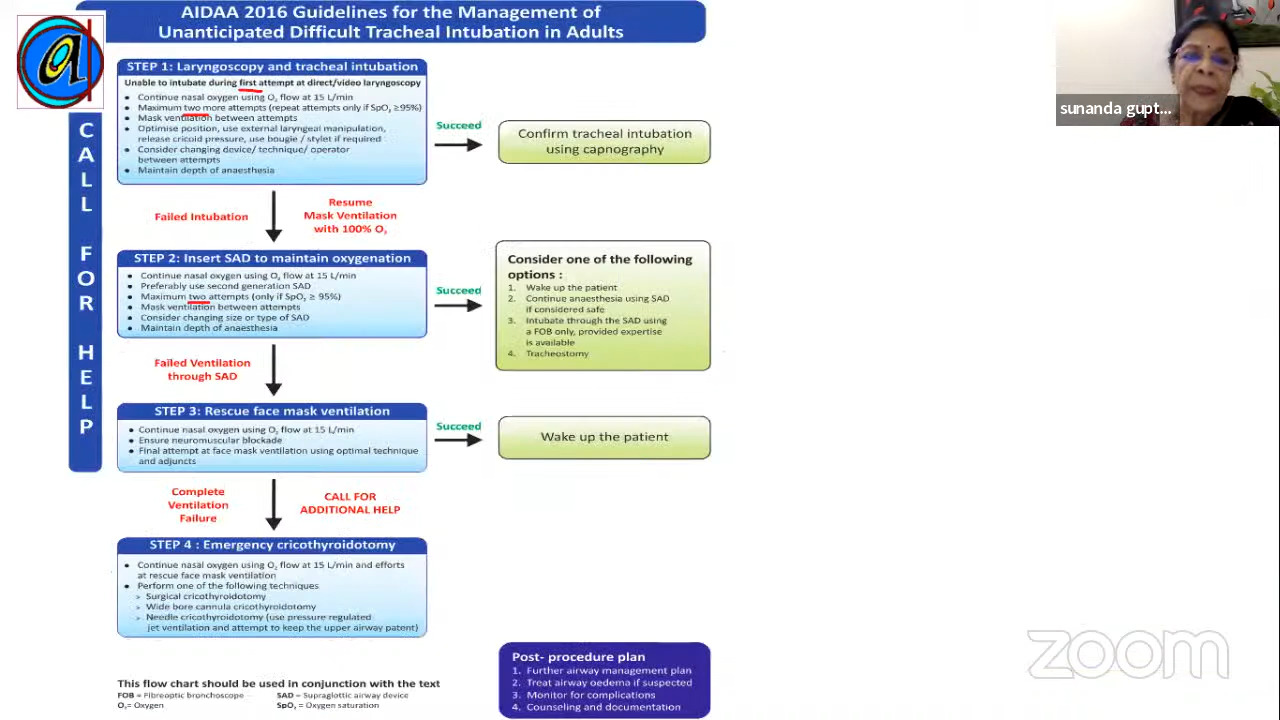 AIDAA 2016 Guidelines for the Management of
Unanticipated Difficult Tracheal Intubation in Adults
a
CALL FOR HELP
STEP 1: Laryngoscopy and tracheal intubation
Unable to intubate during first attempt at direct/video laryngoscopy
• Continue nasal oxygen using O₂ flow at 15 L/min
• Maximum two more attempts (repeat attempts only if SpO₂ ≥95%)
• Mask ventilation between attempts
• Optimise position, use external laryngeal manipulation,
release cricoid pressure, use bougie / stylet if required
• Consider changing device/ technique/ operator
between attempts
• Maintain depth of anaesthesia
Succeed
Confirm tracheal intubation
using capnography
Failed Intubation
Resume
Mask Ventilation
with 100% O₂
STEP 2: Insert SAD to maintain oxygenation
• Continue nasal oxygen using O₂ flow at 15 L/min
• Preferably use second generation SAD
• Maximum two attempts (only if SpO₂ ≥ 95%)
• Mask ventilation between attempts
• Consider changing size or type of SAD
• Maintain depth of anaesthesia
Succeed
Consider one of the following
options :
1. Wake up the patient
2. Continue anaesthesia using SAD
if considered safe
3. Intubate through the SAD using
a FOB only, provided expertise
is available
4. Tracheostomy
Failed Ventilation
through SAD
STEP 3: Rescue face mask ventilation
• Continue nasal oxygen using O₂ flow at 15 L/min
• Ensure neuromuscular blockade
• Final attempt at face mask ventilation using optimal technique
and adjuncts
Succeed
Wake up the patient
Complete
Ventilation
Failure
CALL FOR
ADDITIONAL HELP
STEP 4 : Emergency cricothyroidotomy
• Continue nasal oxygen using O₂ flow at 15 L/min and efforts
at rescue face mask ventilation
• Perform one of the following techniques
> Surgical cricothyroidotomy
> Wide bore cannula cricothyroidotomy
> Needle cricothyroidotomy (use pressure regulated
jet ventilation and attempt to keep the upper airway patent)
Post- procedure plan
1. Further airway management plan
2. Treat airway oedema if suspected
3. Monitor for complications
4. Counseling and documentation
This flow chart should be used in conjunction with the text
FOB = Fibreoptic bronchoscope SAD = Supraglottic airway device
O₂= Oxygen SpO₂ = Oxygen saturation
sunanda gupt...
zoom